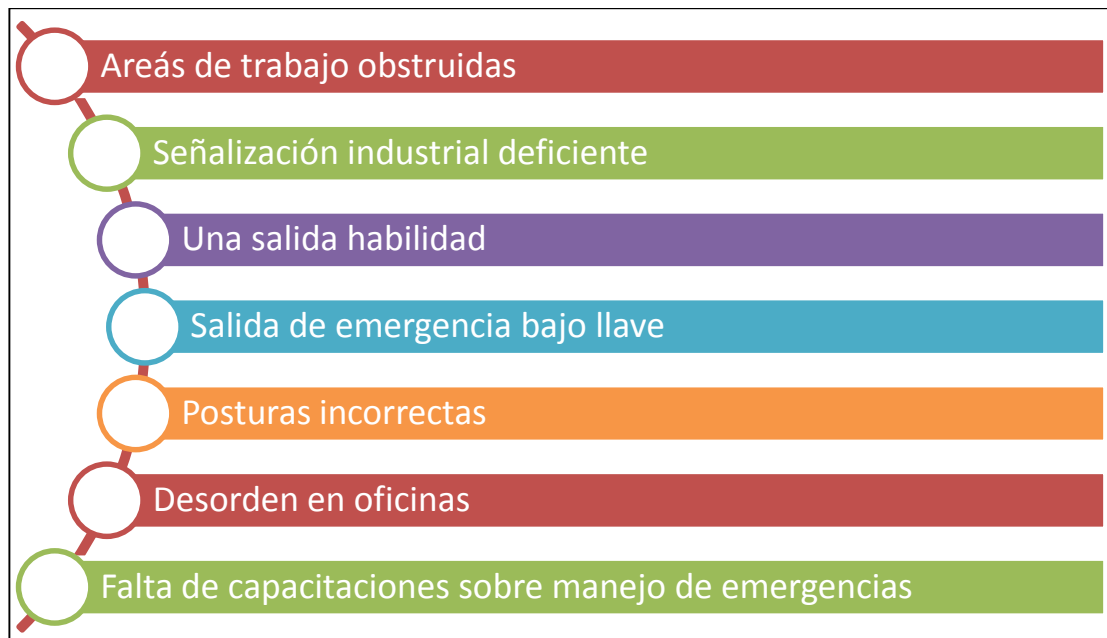 Areás de trabajo obstruidas
Señalización industrial deficiente
Una salida habilidad
Salida de emergencia bajo llave
Posturas incorrectas
Desorden en oficinas
Falta de capacitaciones sobre manejo de emergencias